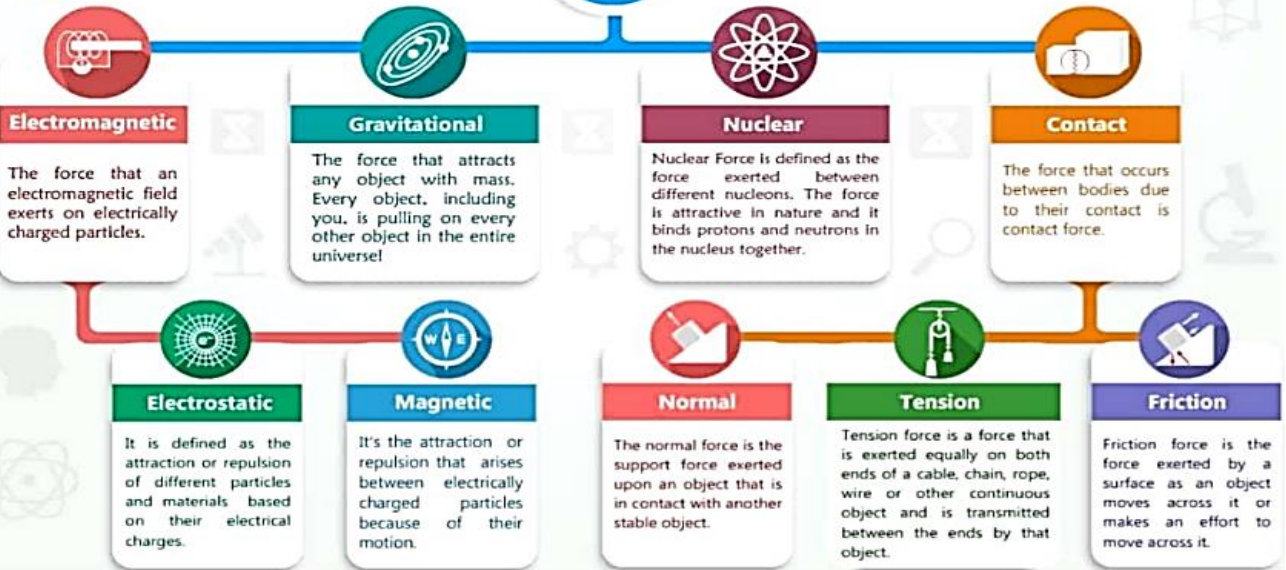 Electromagnetic
The force that an
electromagnetic field
exerts on electrically
charged particles.
Gravitational
The force that attracts
any object with mass.
Every object, including
you, is pulling on every
other object in the entire
universe!
Nuclear
Nuclear Force is defined as the
force exerted between
different nucleons. The force
is attractive in nature and it
binds protons and neutrons in
the nucleus together.
Contact
The force that occurs
between bodies due
to their contact is
contact force.
Electrostatic
It is defined as the
attraction or repulsion
of different particles
and materials based
on their electrical
charges.
W E
Magnetic
It's the attraction or
repulsion that arises
between electrically
charged particles
because of their
motion.
Normal
The normal force is the
support force exerted
upon an object that is
in contact with another
stable object.
Tension
Tension force is a force that
is exerted equally on both
ends of a cable, chain, rope,
wire or other continuous
object and is transmitted
between the ends by that
object.
Friction
Friction force is the
force exerted by a
surface as an object
moves across it or
makes an effort to
move across it.